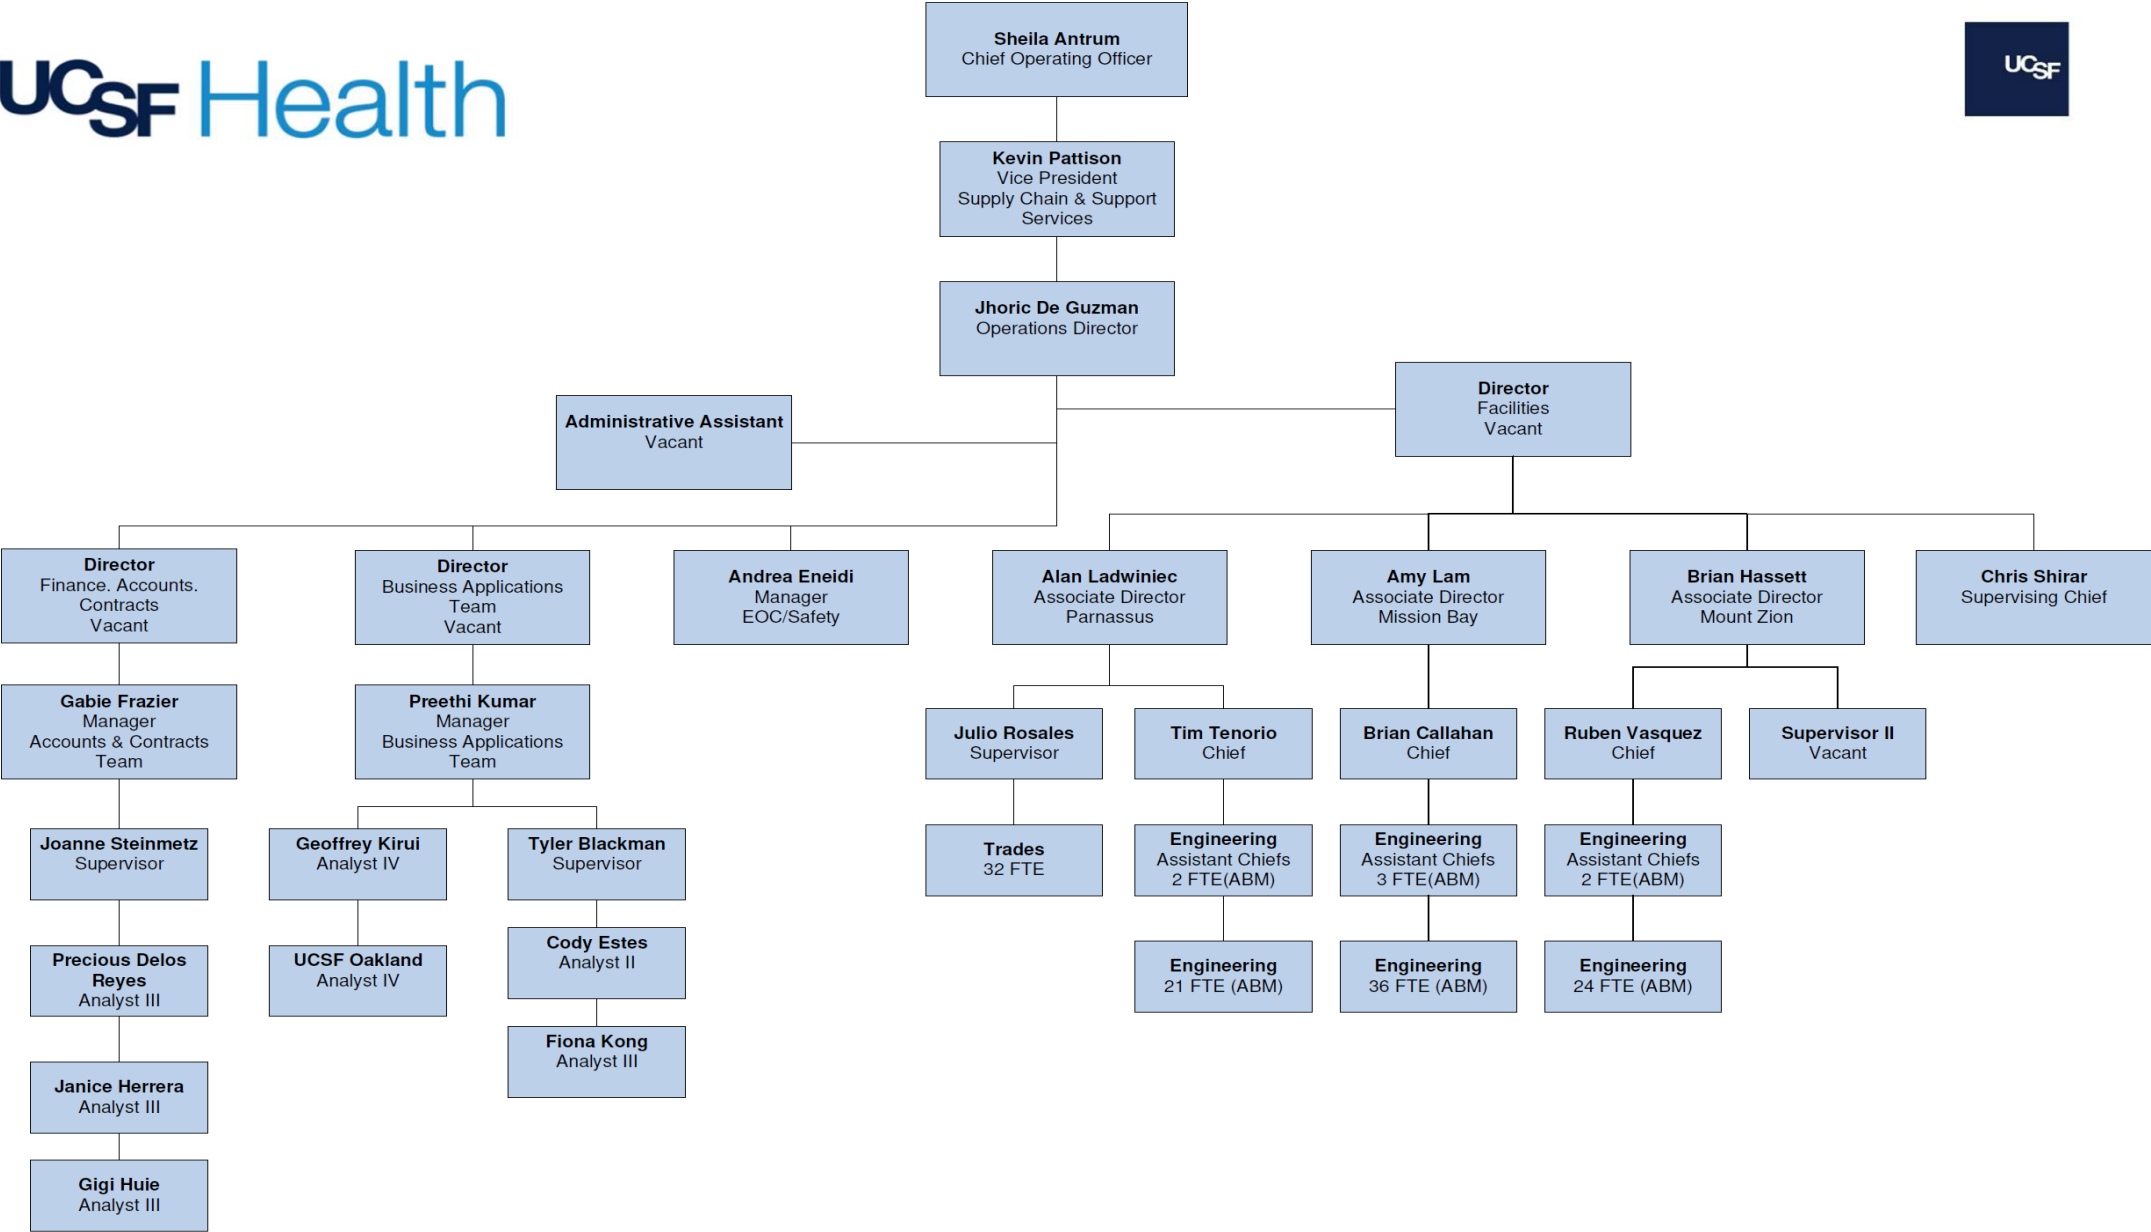 UCSF Health
UCSF
Sheila Antrum
Chief Operating Officer
Kevin Pattison
Vice President
Supply Chain & Support
Services
Jhoric De Guzman
Operations Director
Director
Facilities
Vacant
Administrative Assistant
Vacant
Director
Finance. Accounts.
Contracts
Vacant
Director
Business Applications
Team
Vacant
Andrea Eneidi
Manager
EOC/Safety
Alan Ladwiniec
Associate Director
Parnassus
Amy Lam
Associate Director
Mission Bay
Brian Hassett
Associate Director
Mount Zion
Chris Shirar
Supervising Chief
Gabie Frazier
Manager
Accounts & Contracts
Team
Preethi Kumar
Manager
Business Applications
Team
Julio Rosales
Supervisor
Tim Tenorio
Chief
Brian Callahan
Chief
Ruben Vasquez
Chief
Supervisor II
Vacant
Joanne Steinmetz
Supervisor
Geoffrey Kirui
Analyst IV
Tyler Blackman
Supervisor
Trades
32 FTE
Engineering
Assistant Chiefs
2 FTE(ABM)
Engineering
Assistant Chiefs
3 FTE(ABM)
Engineering
Assistant Chiefs
2 FTE(ABM)
Precious Delos
Reyes
Analyst III
UCSF Oakland
Analyst IV
Cody Estes
Analyst II
Engineering
21 FTE (ABM)
Engineering
36 FTE (ABM)
Engineering
24 FTE (ABM)
Fiona Kong
Analyst III
Janice Herrera
Analyst III
Gigi Huie
Analyst III